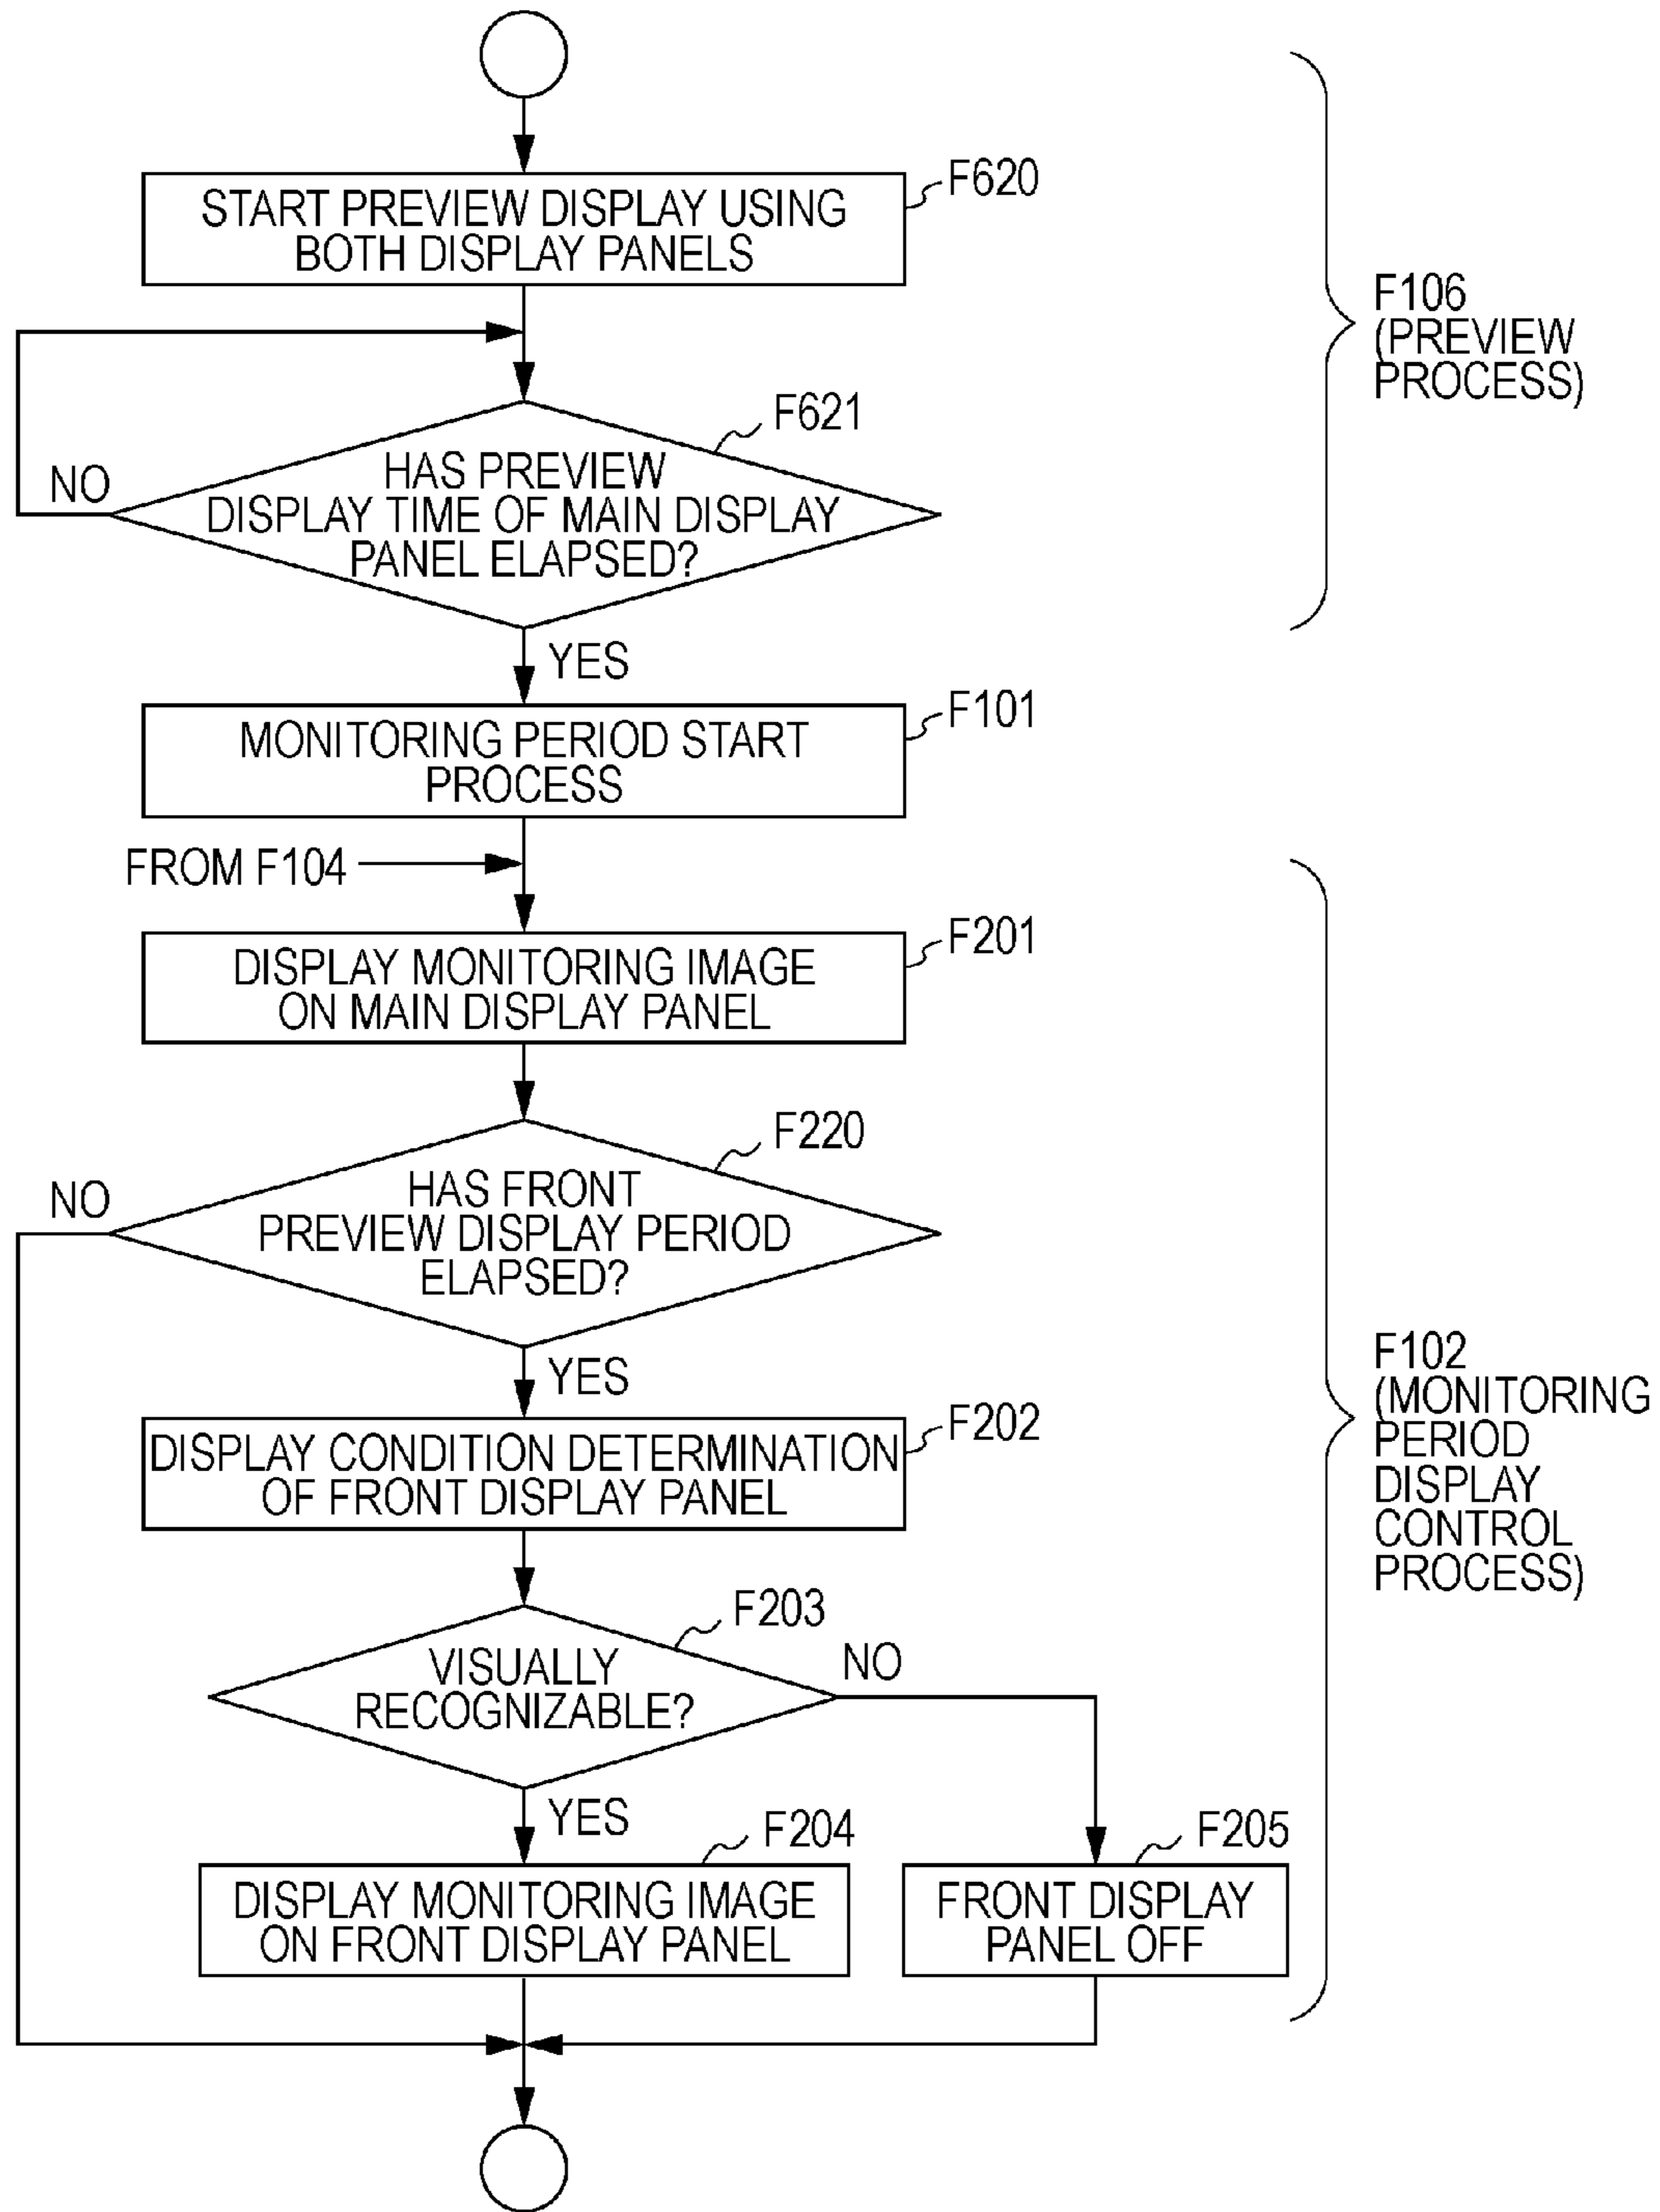 F620
START PREVIEW DISPLAY USING
BOTH DISPLAY PANELS
F106
(PREVIEW
PROCESS)
F621
HAS PREVIEW
DISPLAY TIME OF MAIN DISPLAY
PANEL ELAPSED?
NO
YES
F101
MONITORING PERIOD START
PROCESS
FROM F104
F201
DISPLAY MONITORING IMAGE
ON MAIN DISPLAY PANEL
F220
HAS FRONT
PREVIEW DISPLAY PERIOD
ELAPSED?
NO
YES
F202
DISPLAY CONDITION DETERMINATION
OF FRONT DISPLAY PANEL
F102
(MONITORING
PERIOD
DISPLAY
CONTROL
PROCESS)
F203
VISUALLY
RECOGNIZABLE?
NO
YES
F204
DISPLAY MONITORING IMAGE
ON FRONT DISPLAY PANEL
F205
FRONT DISPLAY
PANEL OFF